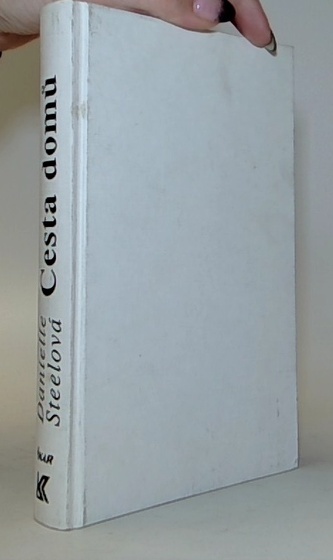 Danielle
Steelová
Cesta domů
IKAR